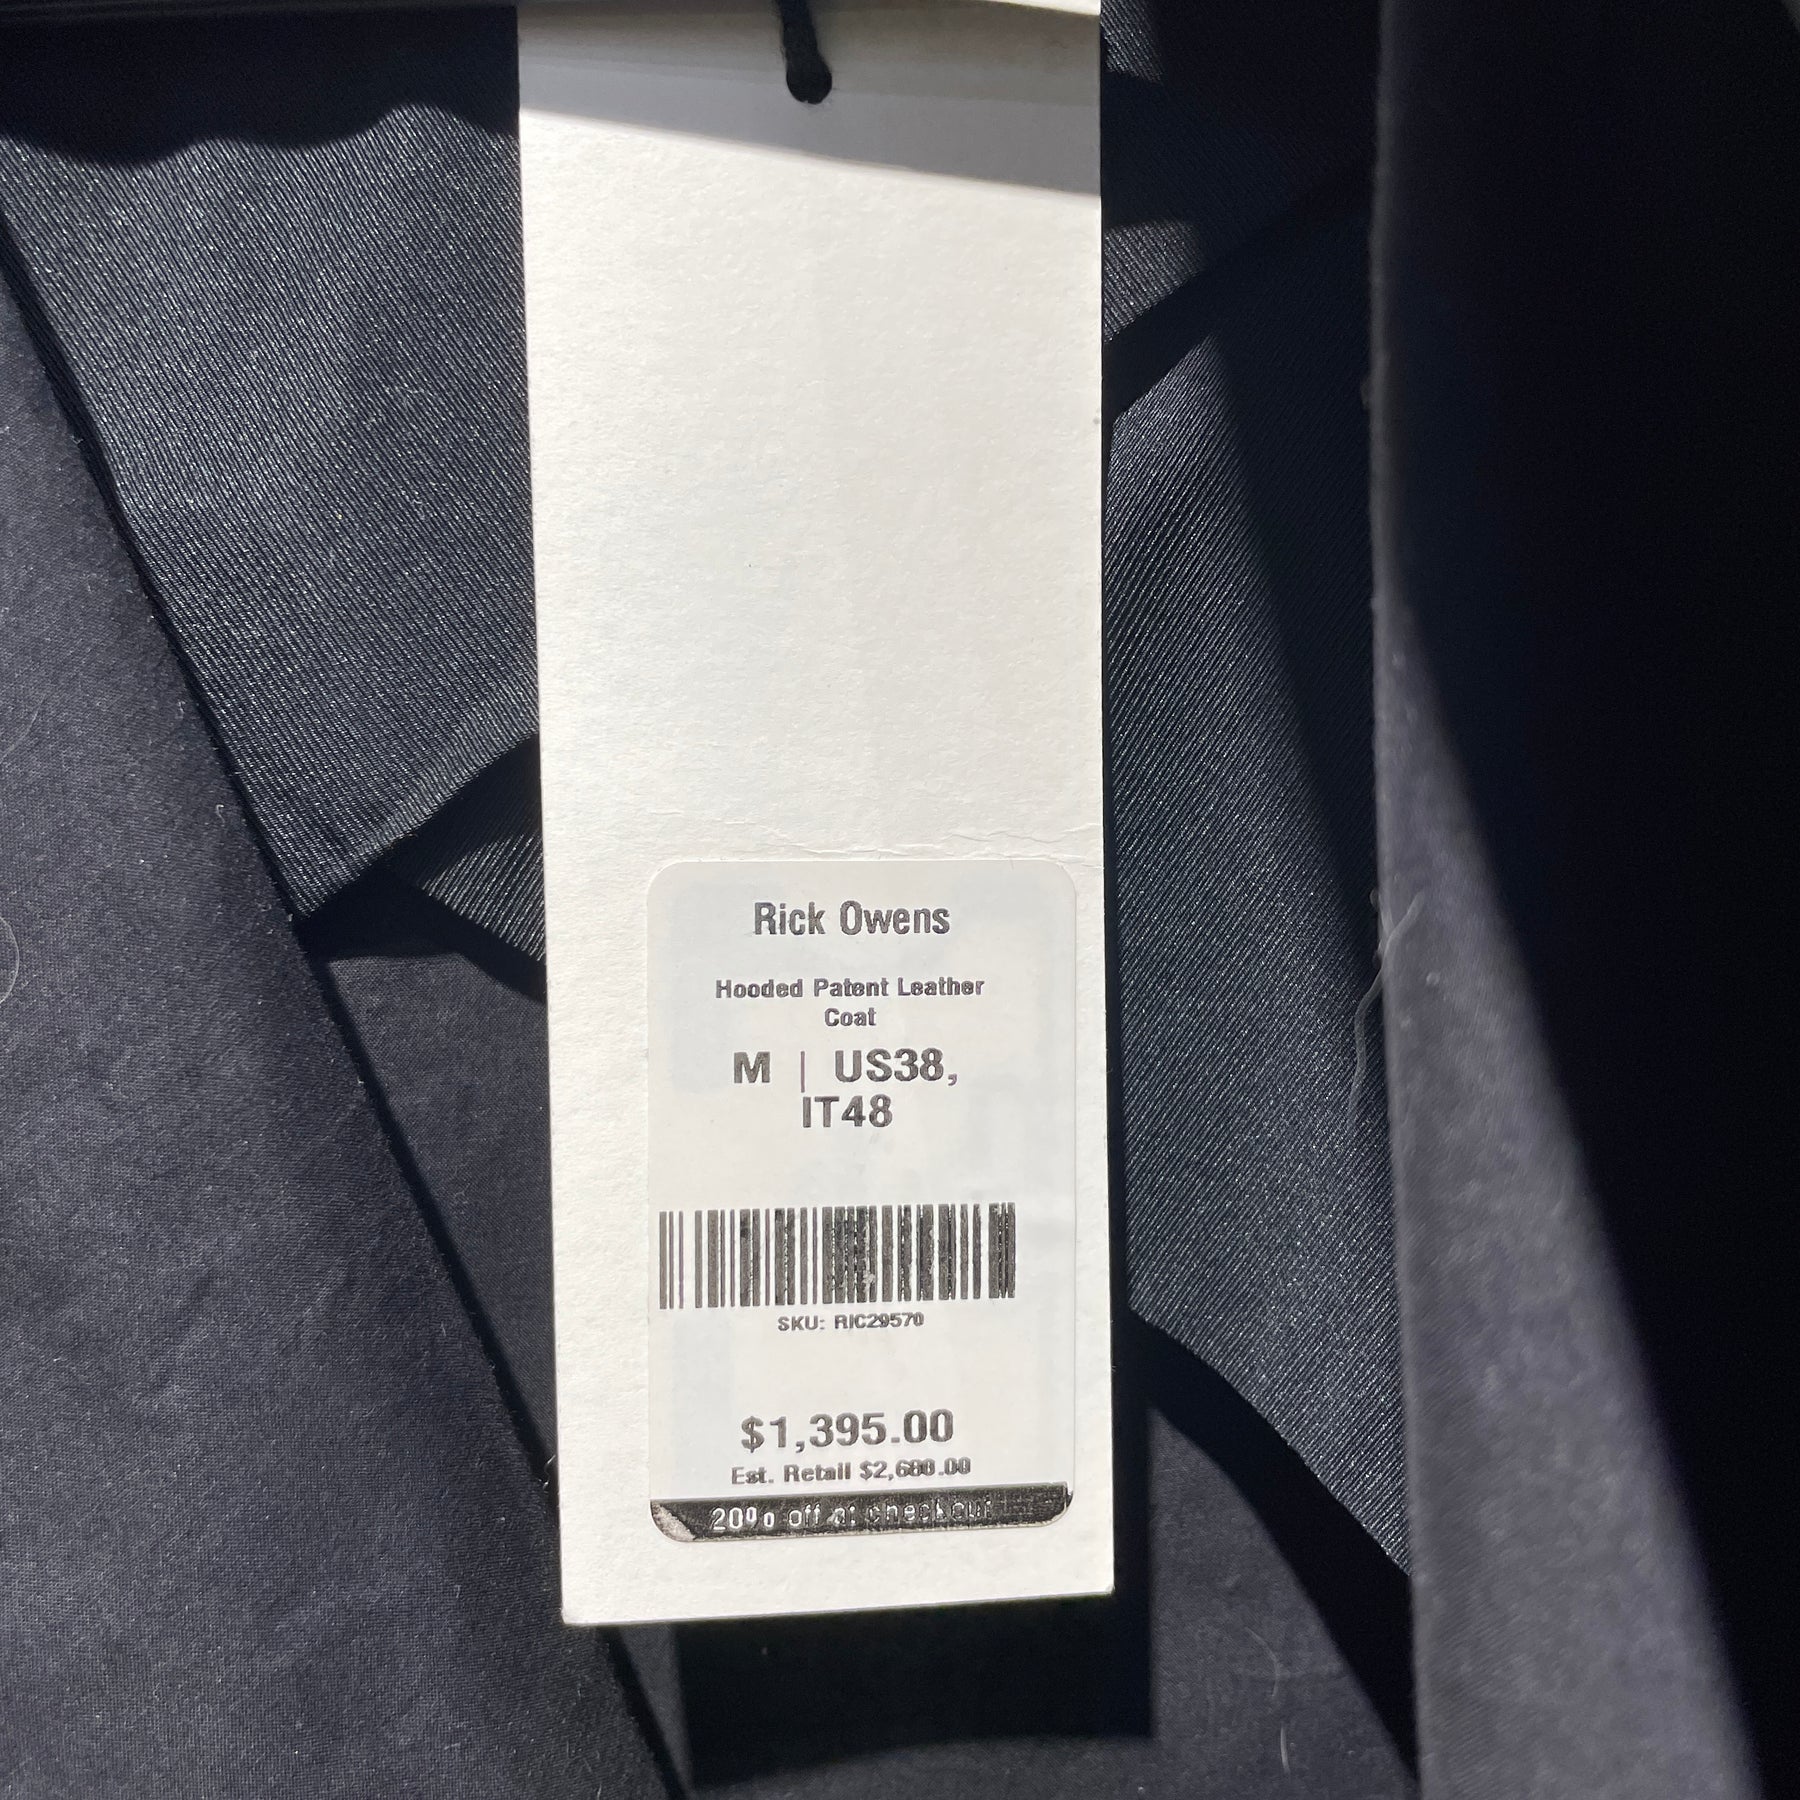 Rick Owens
Hooded Patent Leather
Coat
M | US38,
IT48
SKU: RIC29570
$1,395.00
Est. Retail $2,680.00
20% off at checkout